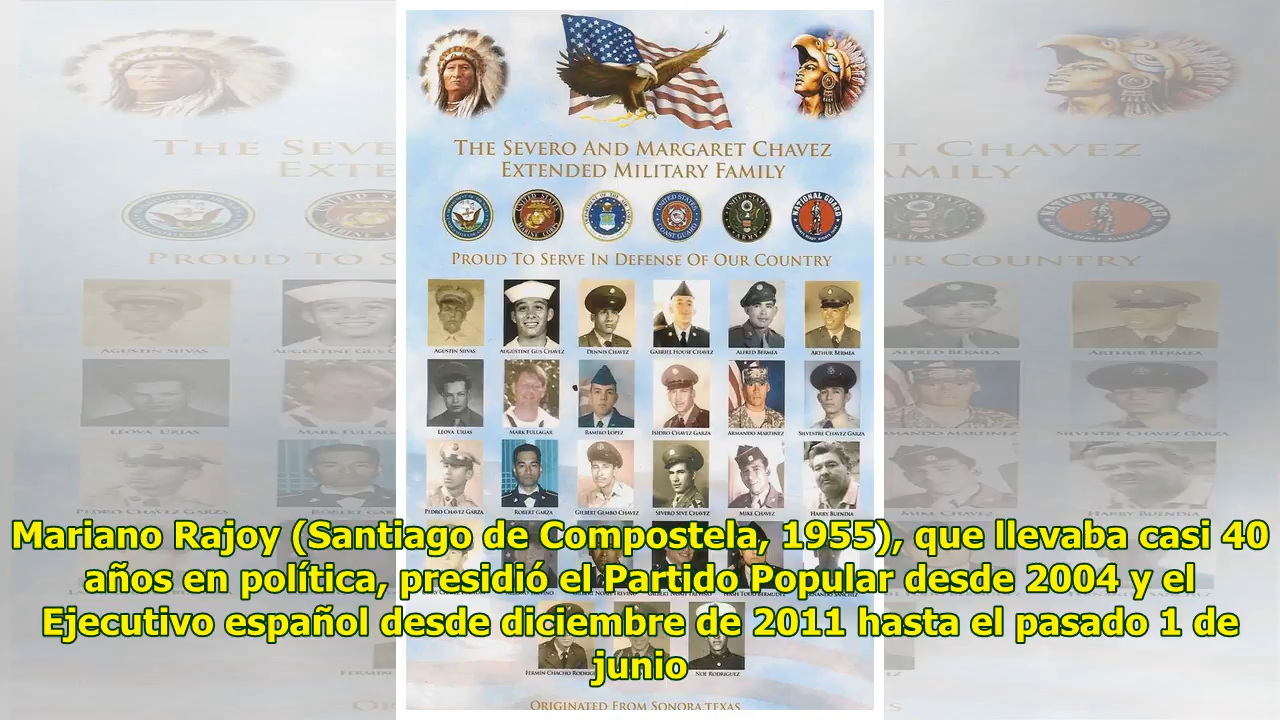 THE SEVERO AND MARGARET CHAVEZ
EXTENDED MILITARY FAMILY
PROUD TO SERVE IN DEFENSE OF OUR COUNTRY
AGUSTIN SILVAS AUGUSTINE GUS CHAVEZ DENNIS CHAVEZ GABRIEL HOUSE CHAVEZ ALFRED BERMEA ARTHUR BERMEA
LEOVA URIAS MARK FULLAGAR RAMIRO LOPEZ ISIDRO CHAVEZ GARZA ARMANDO MARTINEZ SILVESTRE CHAVEZ GARZA
PEDRO CHAVEZ GARZA ROBERT GARZA GILBERT GIMBO CHAVEZ SEVERO SEVE CHAVEZ MIKE CHAVEZ HARRY BUENDIA
Mariano Rajoy (Santiago de Compostela, 1955), que llevaba casi 40
años en política, presidió el Partido Popular desde 2004 y el
Ejecutivo español desde diciembre de 2011 hasta el pasado 1 de
junio
FERMIN CHACHO NOE RODRIGUEZ
ORIGINATED FROM SONORA, TEXAS